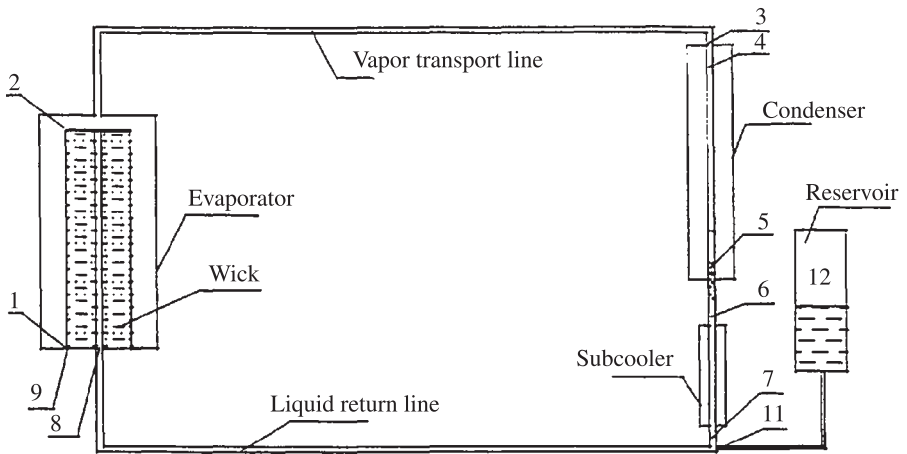 3
4
Vapor transport line
2
Condenser
Evaporator
Reservoir
5
12
Wick
6
1
Subcooler
9
8
Liquid return line
7
11